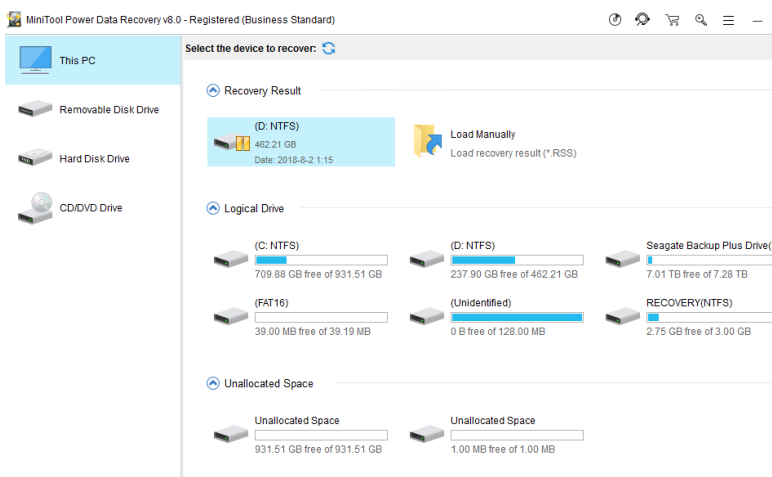 MiniTool Power Data Recovery v8.0 - Registered (Business Standard)
This PC
Removable Disk Drive
Hard Disk Drive
CD/DVD Drive
Select the device to recover:
Recovery Result
(D: NTFS)
462.21 GB
Date: 2018-8-2 1:15
Load Manually
Load recovery result (*.RSS)
Logical Drive
(C: NTFS)
709.88 GB free of 931.51 GB
(D: NTFS)
237.90 GB free of 462.21 GB
Seagate Backup Plus Drive(
7.01 TB free of 7.28 TB
(FAT16)
39.00 MB free of 39.19 MB
(Unidentified)
0 B free of 128.00 MB
RECOVERY(NTFS)
2.75 GB free of 3.00 GB
Unallocated Space
Unallocated Space
931.51 GB free of 931.51 GB
Unallocated Space
1.00 MB free of 1.00 MB